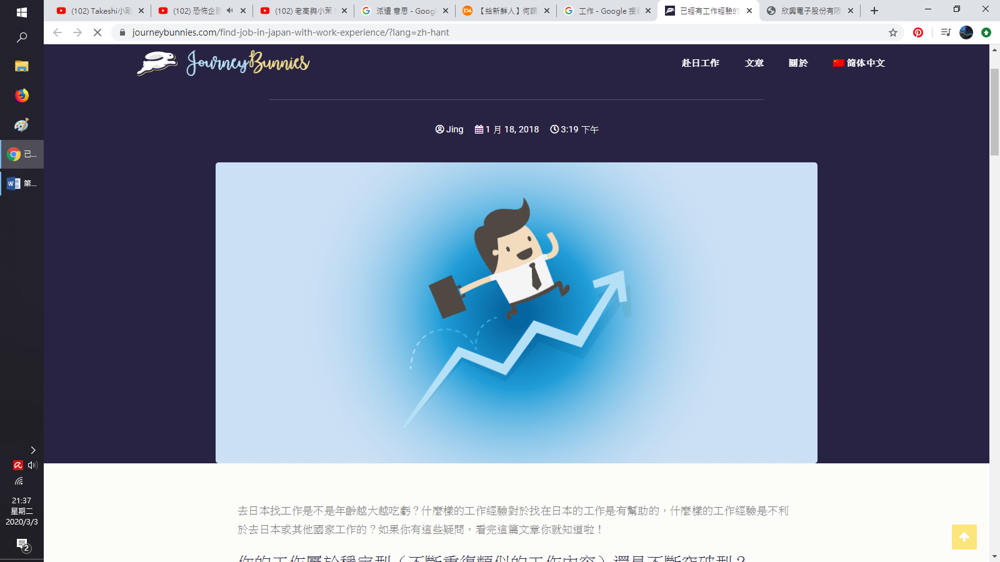 (102) Takeshi小剛
(102) 恐怖企
(102) 老高與小茉
派遣 意思 - Goog
【給新鮮人】何謂
工作 - Google 搜
已經有工作經驗的
欣興電子股份有限
journeybunnies.com/find-job-in-japan-with-work-experience/?lang=zh-hant
JourneyBunnies
赴日工作
文章
關於
简体中文
Jing 1 月 18, 2018 3:19 下午
去日本找工作是不是年齡越大越吃虧？什麼樣的工作經驗對於找在日本的工作是有幫助的，什麼樣的工作經驗是不利
於去日本或其他國家工作的？如果你有這些疑問，看完這篇文章你就知道啦！
你的工作屬於穩定型（不斷重復類似的工作內容）還是不斷突破型？
已...
第...
21:37
星期二
2020/3/3
2